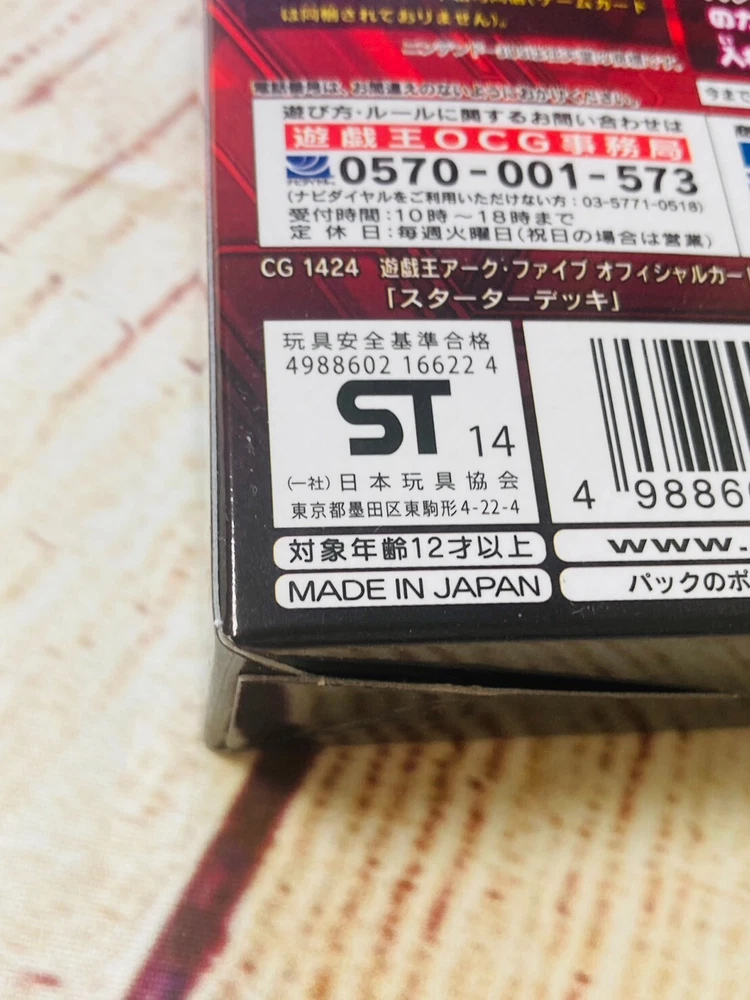 は同梱されておりません)。
電話番号は、お間違えのないようにおかけください。
遊び方・ルールに関するお問い合わせは
遊戯王OCG事務局
0570-001-573
(ナビダイヤルをご利用いただけない方:03-5771-0518)
受付時間:10時~18時まで
定休日:毎週火曜日(祝日の場合は営業)
CG 1424 遊戯王アーク・ファイブ オフィシャルカー
「スターターデッキ」
玩具安全基準合格
4988602 16622 4
ST 14
(一社)日本玩具協会
東京都墨田区東駒形4-22-4
対象年齢12才以上
MADE IN JAPAN
のた
入れ
今まで
4 9886
www.
パックのポ